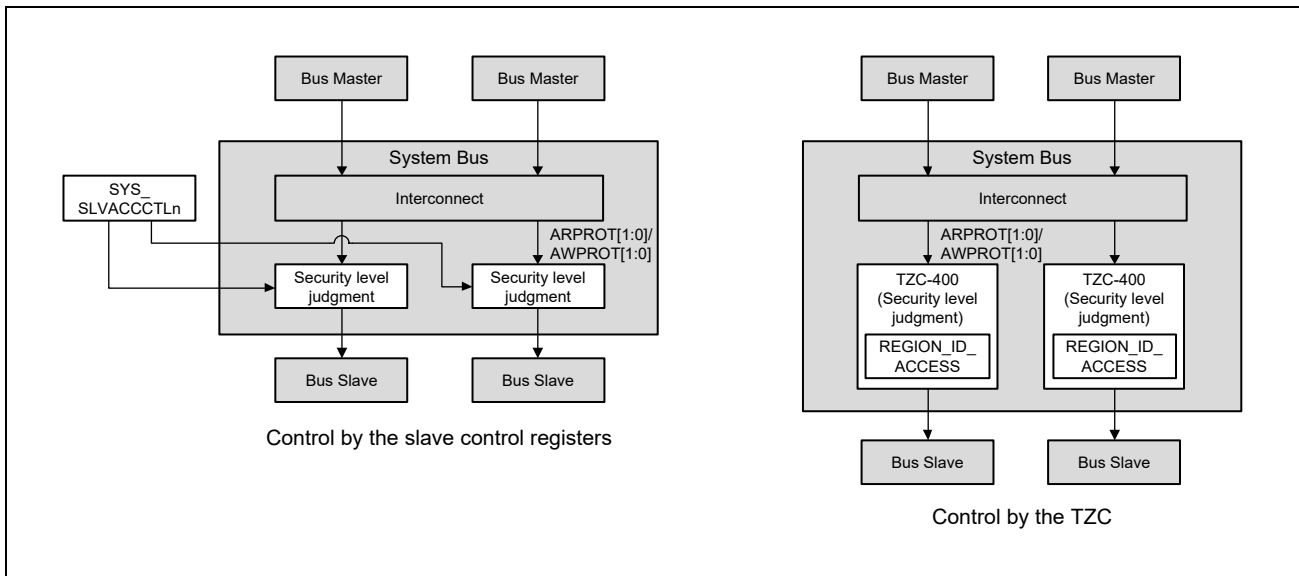 Bus Master
Bus Master
System Bus
SYS_
SLVACCCTLn
Interconnect
ARPROT[1:0]/
AWPROT[1:0]
Security level
judgment
Security level
judgment
Bus Slave
Bus Slave
Control by the slave control registers
Bus Master
Bus Master
System Bus
Interconnect
ARPROT[1:0]/
AWPROT[1:0]
TZC-400
(Security level
judgment)
REGION_ID_
ACCESS
TZC-400
(Security level
judgment)
REGION_ID_
ACCESS
Bus Slave
Bus Slave
Control by the TZC